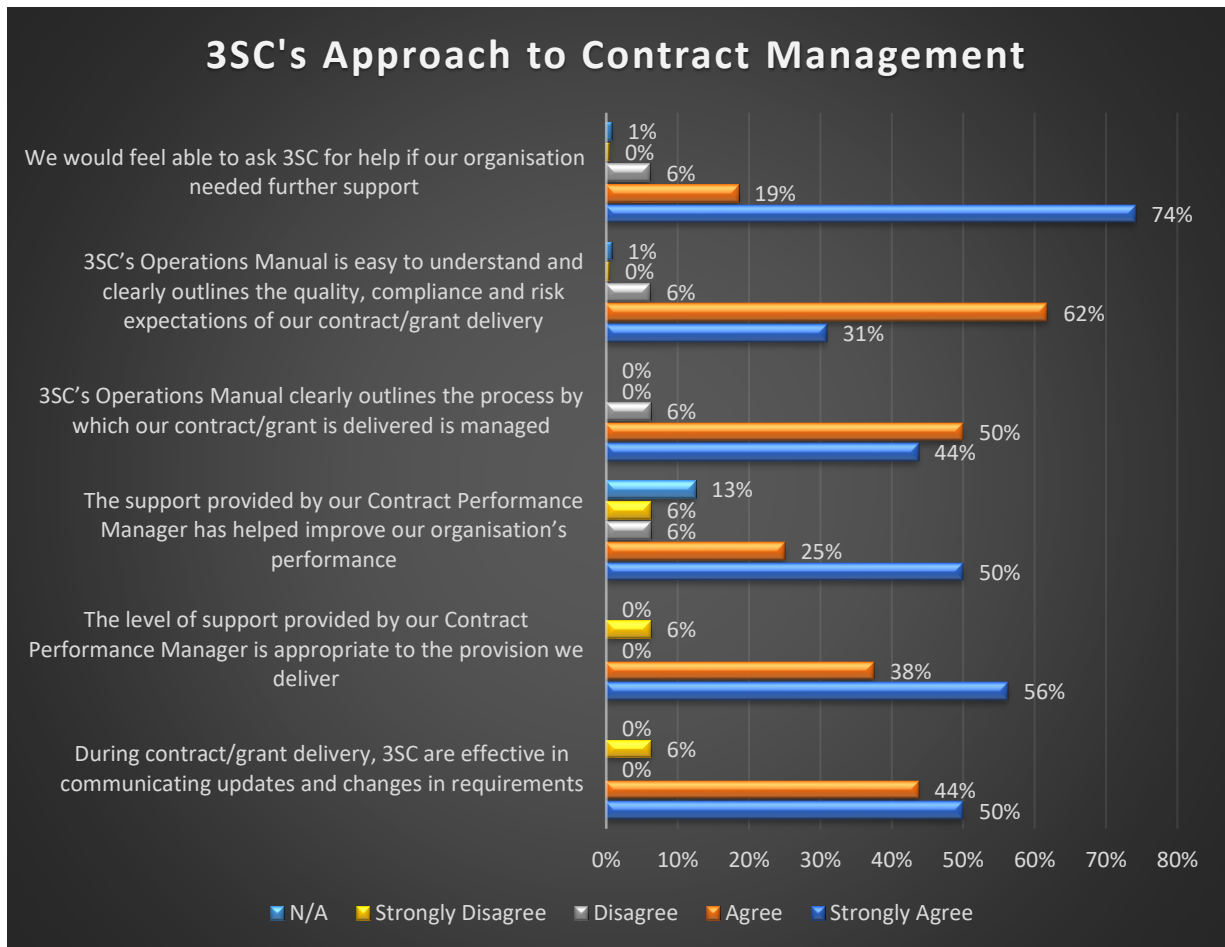 3SC's Approach to Contract Management
We would feel able to ask 3SC for help if our organisation
needed further support
1%
0%
6%
19%
74%
3SC’s Operations Manual is easy to understand and
clearly outlines the quality, compliance and risk
expectations of our contract/grant delivery
1%
0%
6%
62%
31%
3SC’s Operations Manual clearly outlines the process by
which our contract/grant is delivered is managed
0%
0%
6%
50%
44%
The support provided by our Contract Performance
Manager has helped improve our organisation’s
performance
13%
6%
6%
25%
50%
The level of support provided by our Contract
Performance Manager is appropriate to the provision we
deliver
0%
6%
0%
38%
56%
During contract/grant delivery, 3SC are effective in
communicating updates and changes in requirements
0%
6%
0%
44%
50%
0% 10% 20% 30% 40% 50% 60% 70% 80%
N/A Strongly Disagree Disagree Agree Strongly Agree